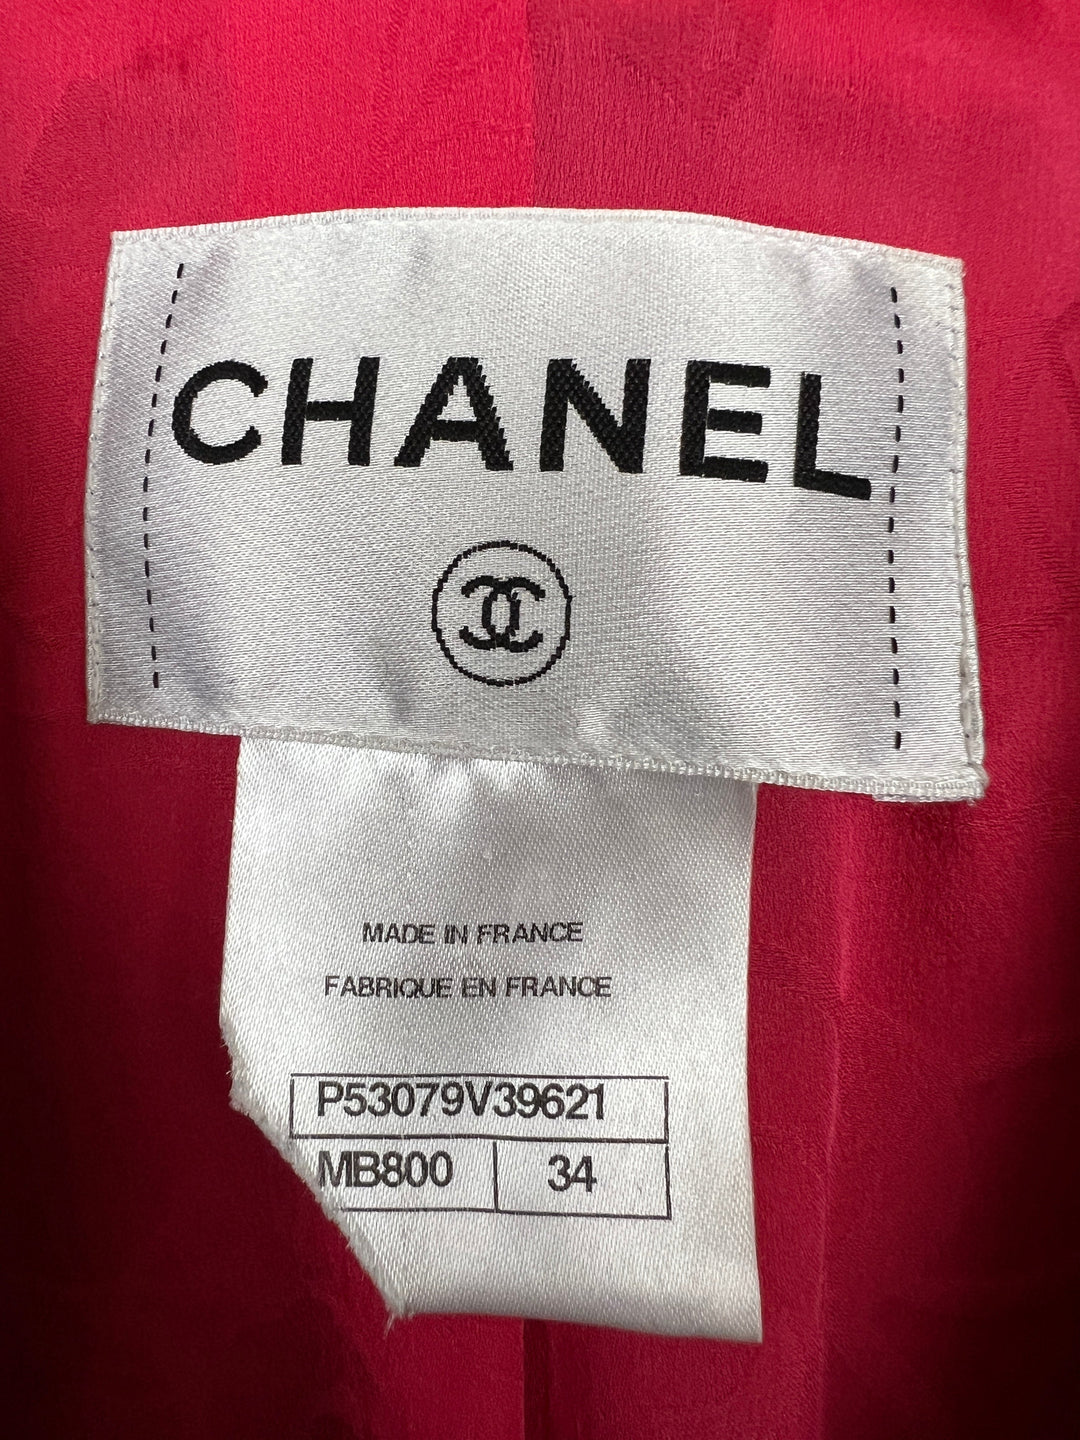 CHANEL
MADE IN FRANCE
FABRIQUE EN FRANCE
P53079V39621
MB800 34